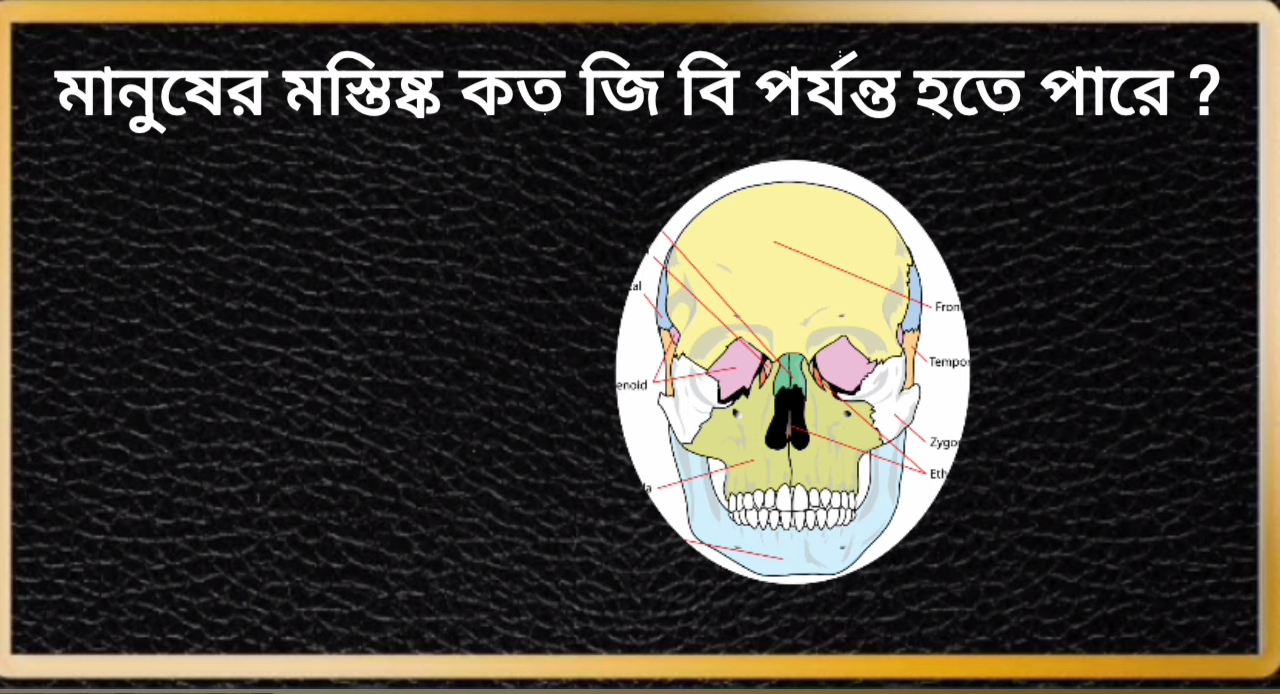 মানুষের মস্তিষ্ক কত জি বি পর্যন্ত হতে পারে ?